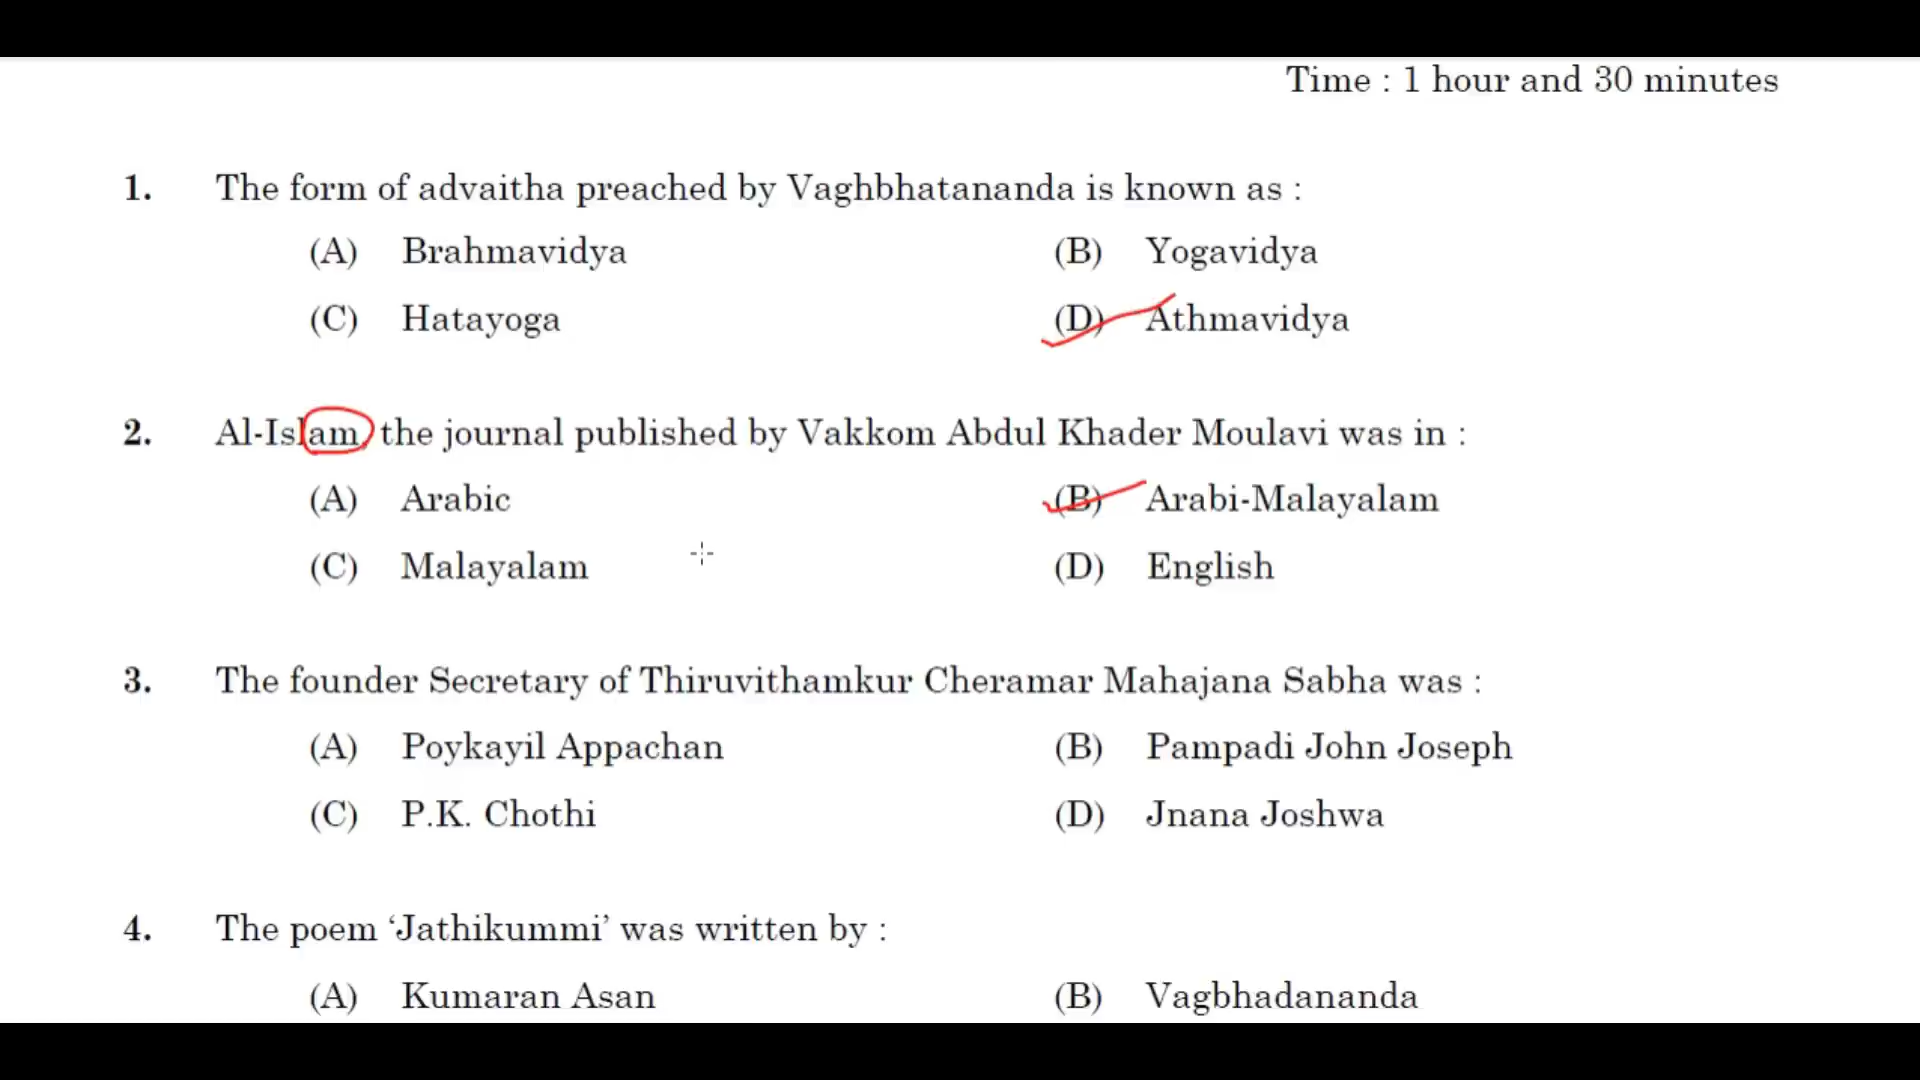 Time : 1 hour and 30 minutes
1. The form of advaitha preached by Vaghbhatananda is known as :
(A) Brahmavidya (B) Yogavidya
(C) Hatayoga (D) Athmavidya
2. Al-Islam, the journal published by Vakkom Abdul Khader Moulavi was in :
(A) Arabic (B) Arabi-Malayalam
(C) Malayalam (D) English
3. The founder Secretary of Thiruvithamkur Cheramar Mahajana Sabha was :
(A) Poykayil Appachan (B) Pampadi John Joseph
(C) P.K. Chothi (D) Jnana Joshwa
4. The poem ‘Jathikummi’ was written by :
(A) Kumaran Asan (B) Vagbhadananda